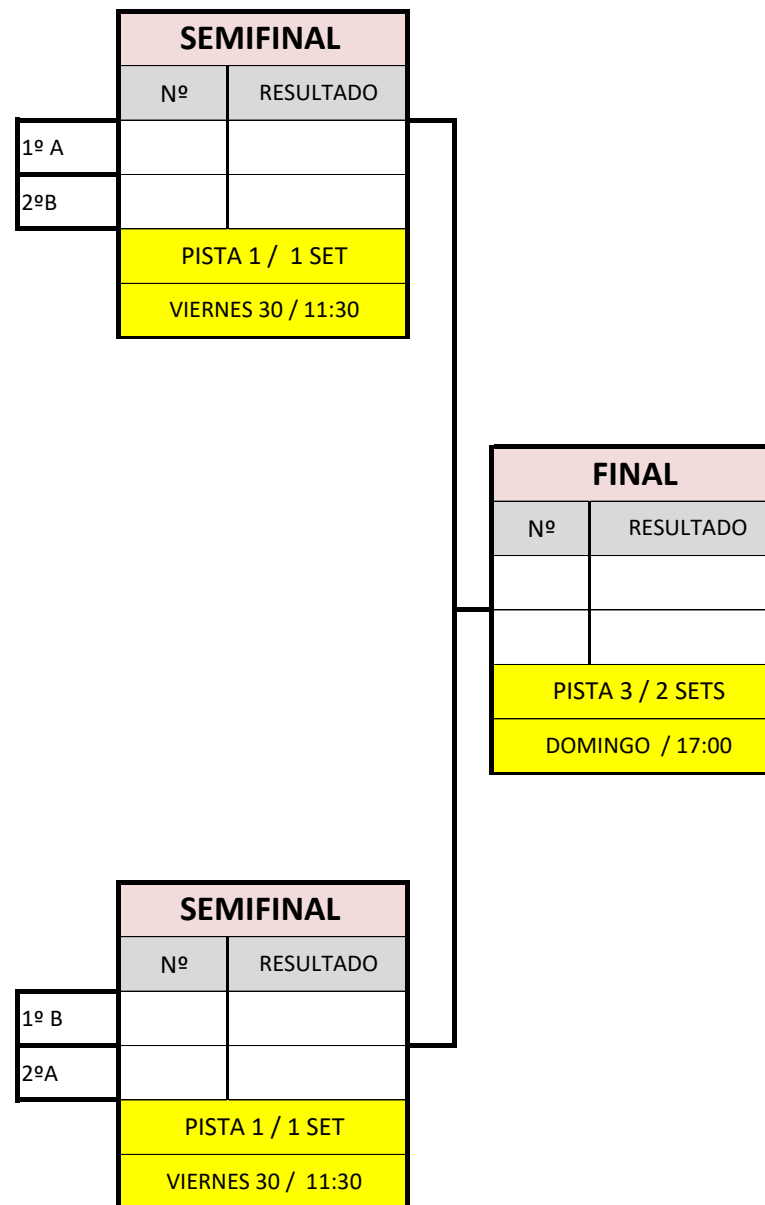 SEMIFINAL
Nº RESULTADO
1º A
2ºB
PISTA 1 / 1 SET
VIERNES 30 / 11:30
FINAL
Nº RESULTADO
PISTA 3 / 2 SETS
DOMINGO / 17:00
SEMIFINAL
Nº RESULTADO
1º B
2ºA
PISTA 1 / 1 SET
VIERNES 30 / 11:30